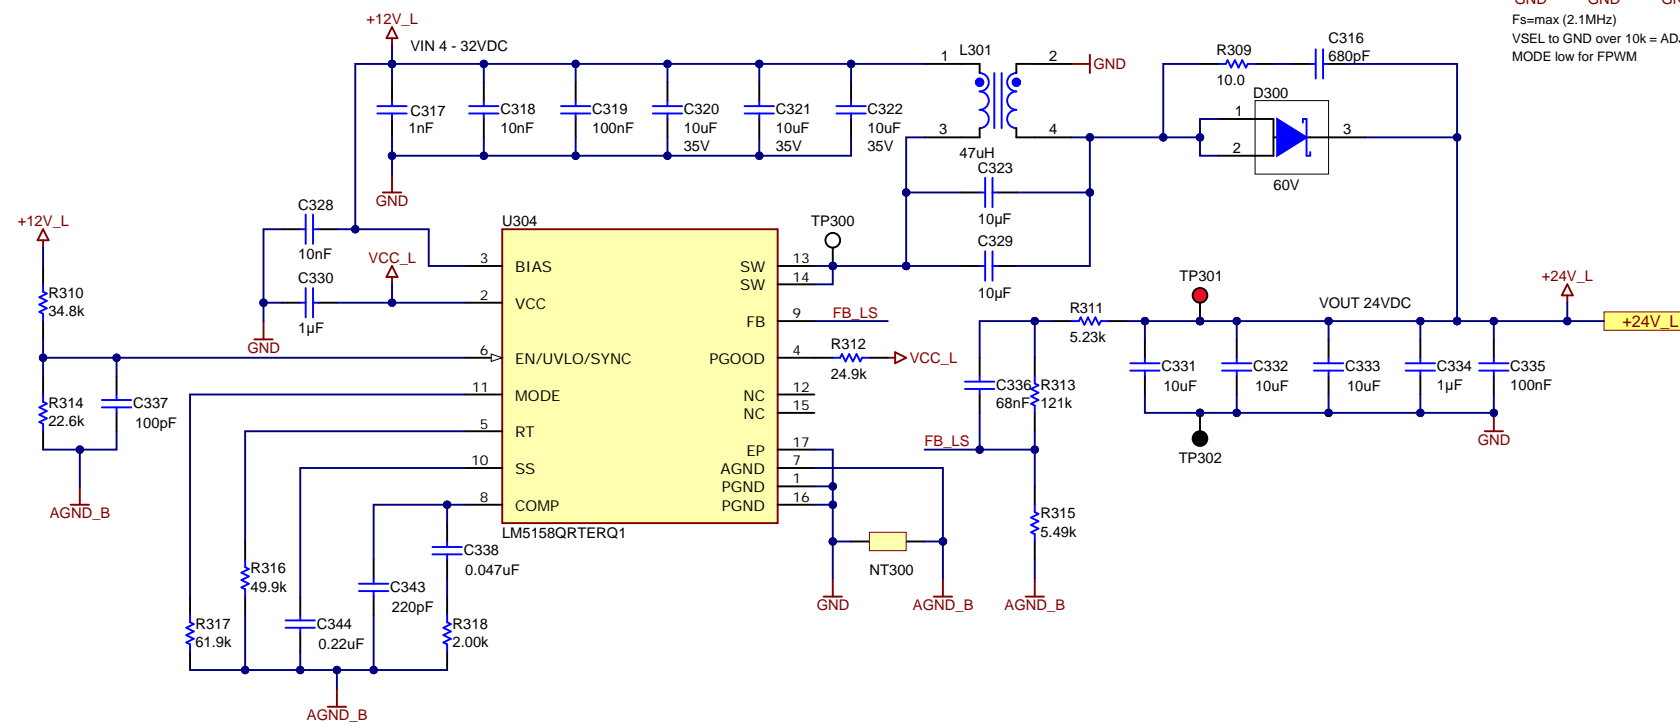 GND GND
Fs=max (2.1MHz)
VSEL to GND over 10k = AD
MODE low for FPWM
+12V_L
VIN 4 - 32VDC
C317
1nF
C318
10nF
C319
100nF
C320
10uF
35V
C321
10uF
35V
C322
10uF
35V
GND
1
L301
2
GND
3
4
47uH
C323
10µF
C329
10µF
R309
10.0
C316
680pF
D300
1
2
3
60V
+12V_L
R310
34.8k
R314
22.6k
C337
100pF
AGND_B
C328
10nF
VCC_L
C330
1µF
GND
U304
3 BIAS
2 VCC
6 EN/UVLO/SYNC
11 MODE
5 RT
10 SS
8 COMP
SW 13
SW 14
FB 9
PGOOD 4
NC 12
NC 15
EP 17
AGND 7
PGND 1
PGND 16
LM5158QRTERQ1
TP300
FB_LS
R312
24.9k
VCC_L
NT300
GND
AGND_B
R317
61.9k
R316
49.9k
C344
0.22uF
C343
220pF
C338
0.047uF
R318
2.00k
AGND_B
FB_LS
C336
68nF
R313
121k
R311
5.23k
R315
5.49k
AGND_B
TP301
VOUT 24VDC
+24V_L
+24V_L
C331
10uF
C332
10uF
C333
10uF
C334
1µF
C335
100nF
TP302
GND